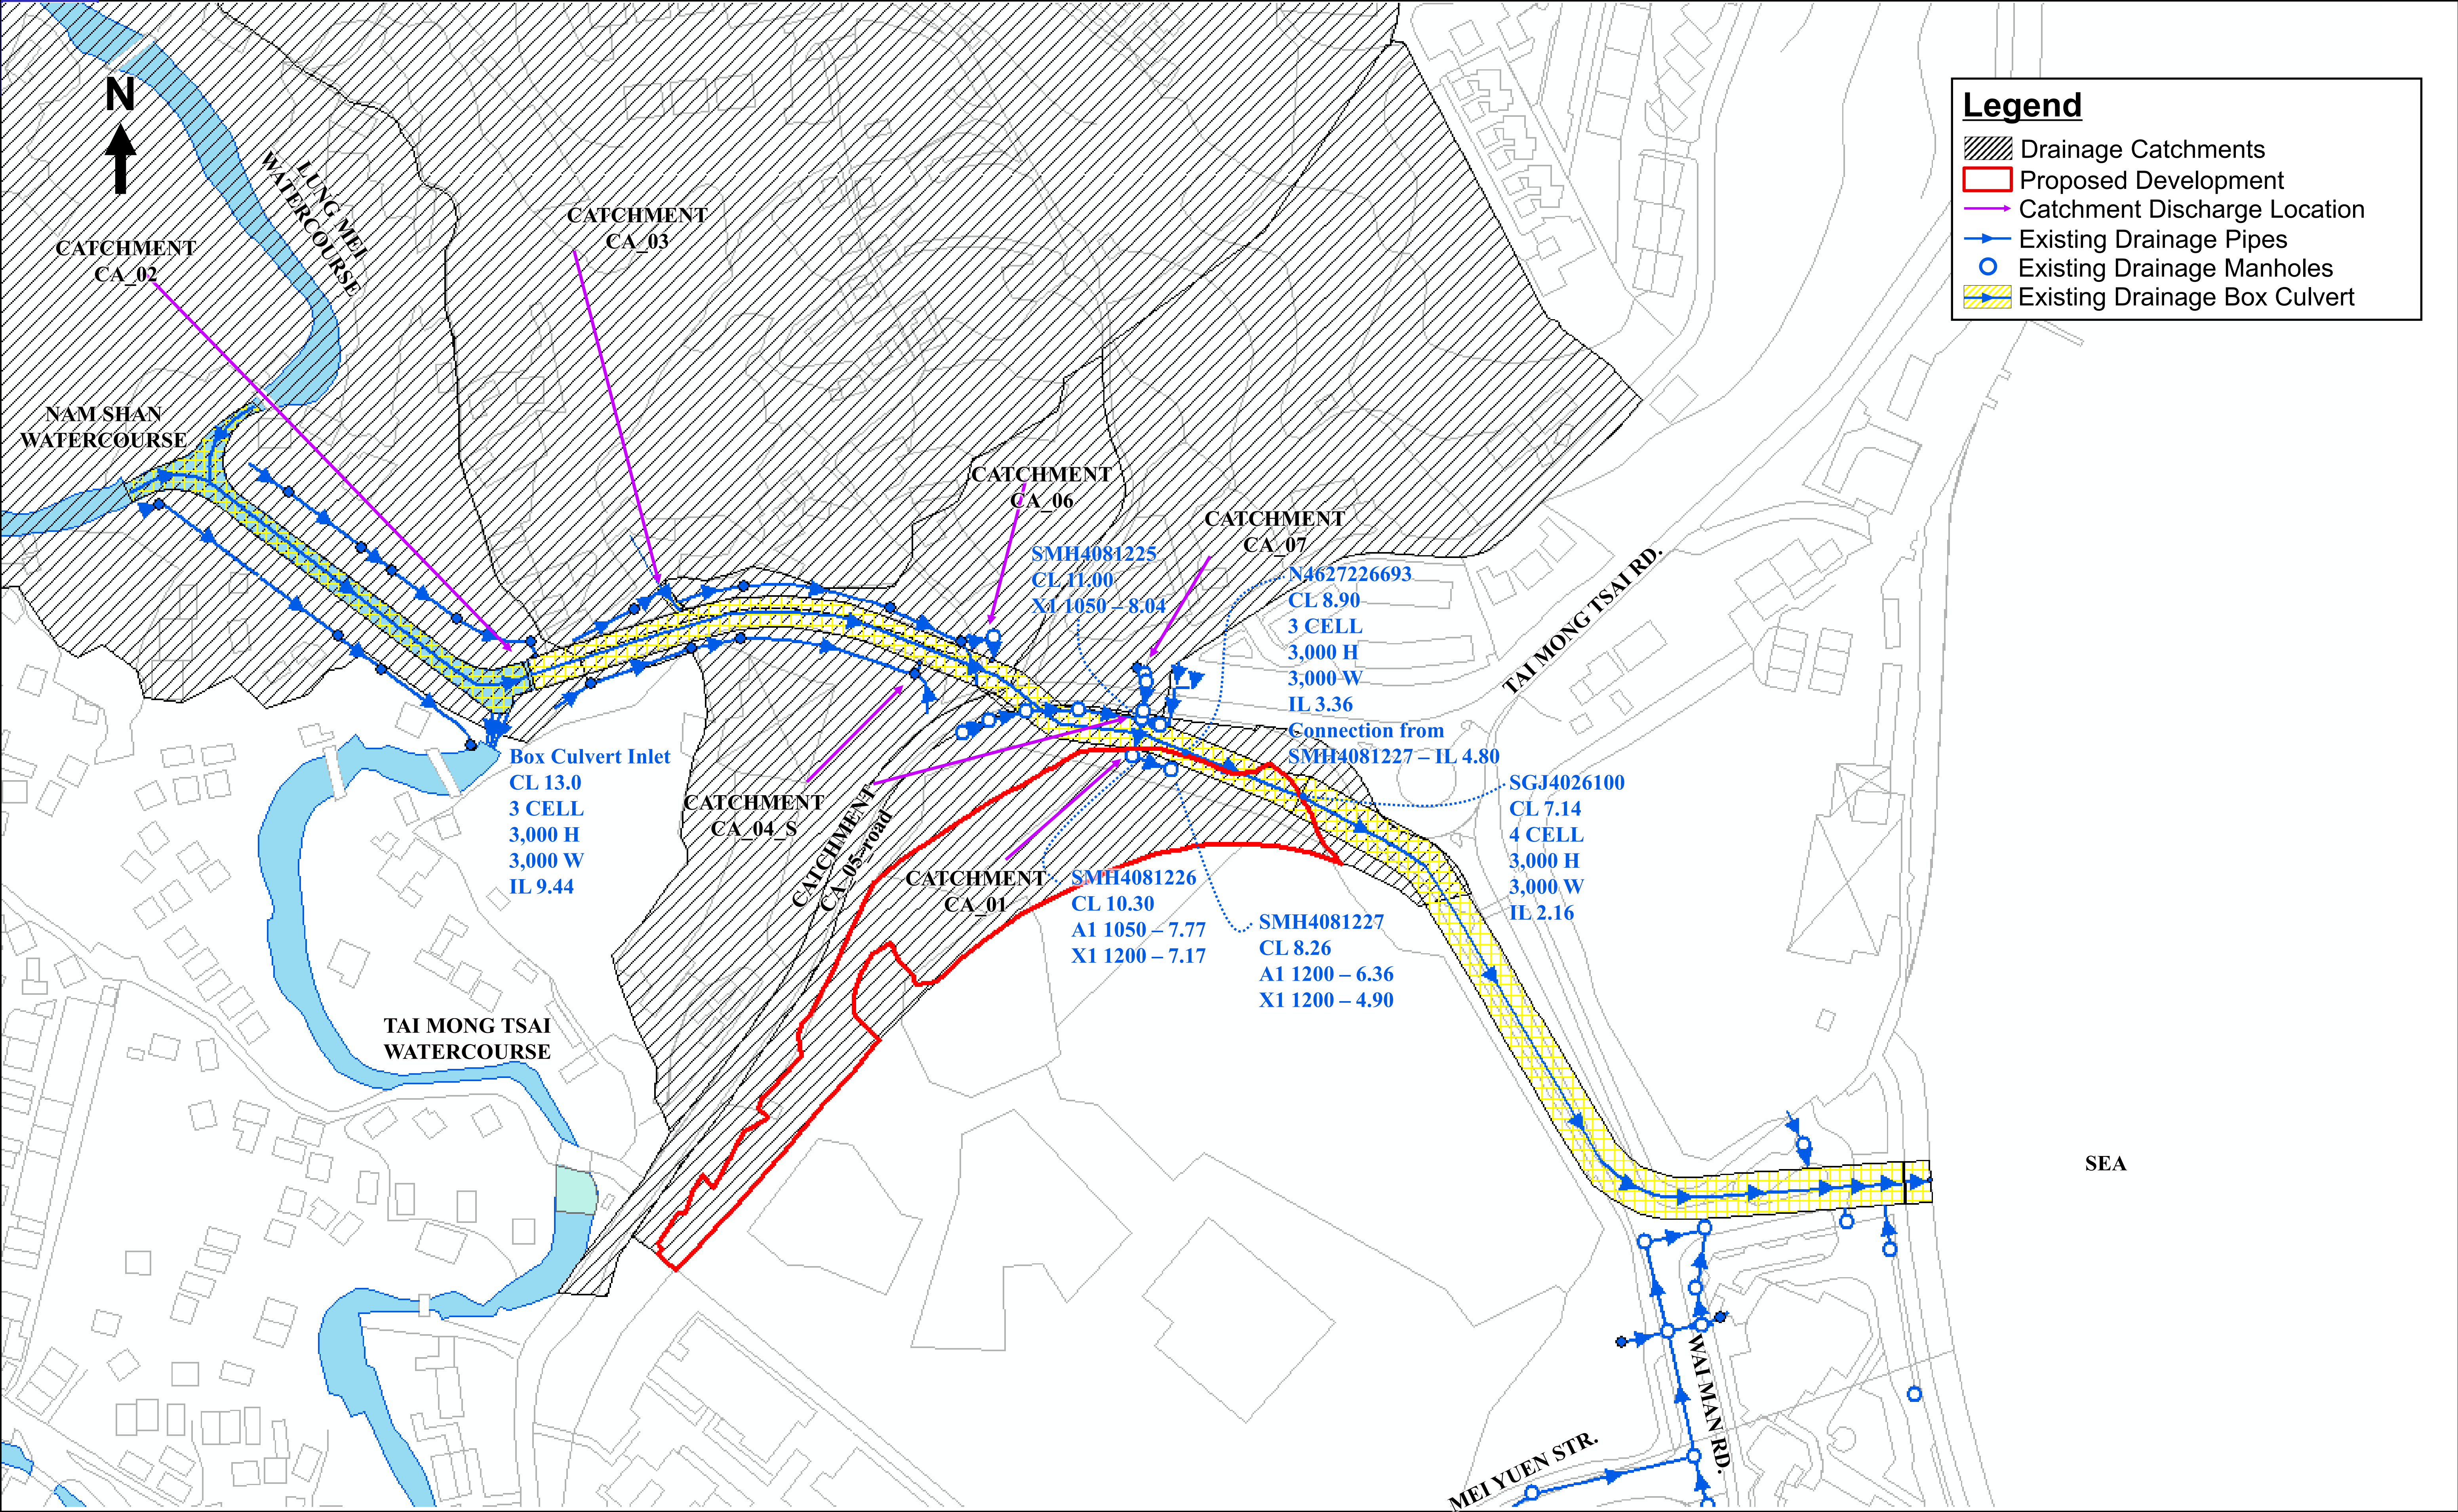 N
Legend
Drainage Catchments
Proposed Development
Catchment Discharge Location
Existing Drainage Pipes
Existing Drainage Manholes
Existing Drainage Box Culvert
LUNG MEI
WATERCOURSE
CATCHMENT
CA_03
CATCHMENT
CA_02
NAM SHAN
WATERCOURSE
CATCHMENT
CA_06
CATCHMENT
CA_07
SMH4081225
CL 11.00
X1 1050 – 8.04
N4627226693
CL 8.90
3 CELL
3,000 H
3,000 W
IL 3.36
Connection from
SMH4081227 – IL 4.80
TAI MONG TSAI RD.
Box Culvert Inlet
CL 13.0
3 CELL
3,000 H
3,000 W
IL 9.44
SGJ4026100
CL 7.14
4 CELL
3,000 H
3,000 W
IL 2.16
CATCHMENT
CA_04_S
CATCHMENT
CA_05_road
CATCHMENT
CA_01
SMH4081226
CL 10.30
A1 1050 – 7.77
X1 1200 – 7.17
SMH4081227
CL 8.26
A1 1200 – 6.36
X1 1200 – 4.90
TAI MONG TSAI
WATERCOURSE
SEA
WAI MAN RD.
MEI YUEN STR.